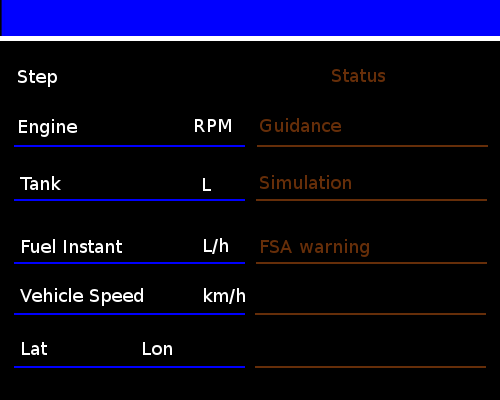 Step Status
Engine RPM Guidance
Tank L Simulation
Fuel Instant L/h FSA warning
Vehicle Speed km/h
Lat Lon